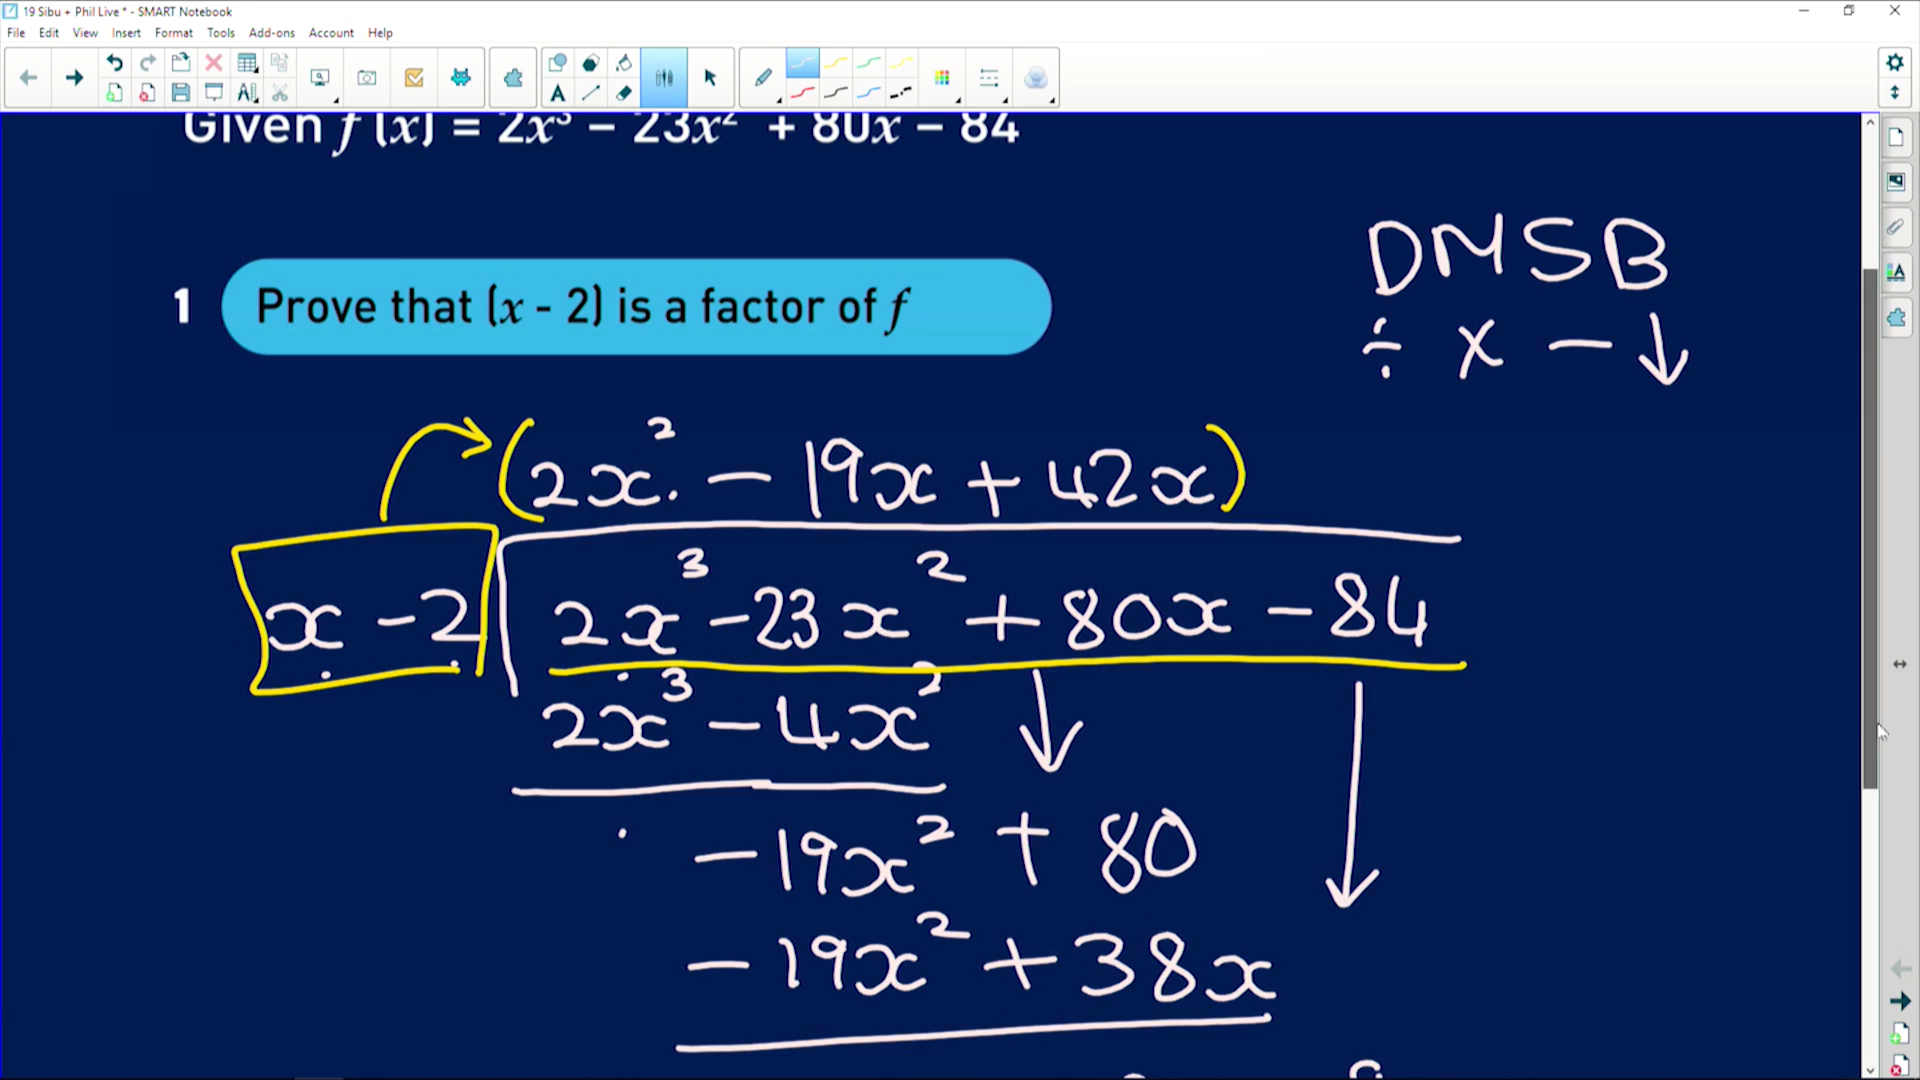 19 Sibu + Phil Live * - SMART Notebook
File Edit View Insert Format Tools Add-ons Account Help
Given f (x) = 2x³ − 23x² + 80x − 84
DMSB
÷ x − ↓
1 Prove that (x - 2) is a factor of f
(2x² − 19x + 42x)
x − 2 2x³ − 23x² + 80x − 84
2x³ − 4x²
− 19x² + 80
− 19x² + 38x